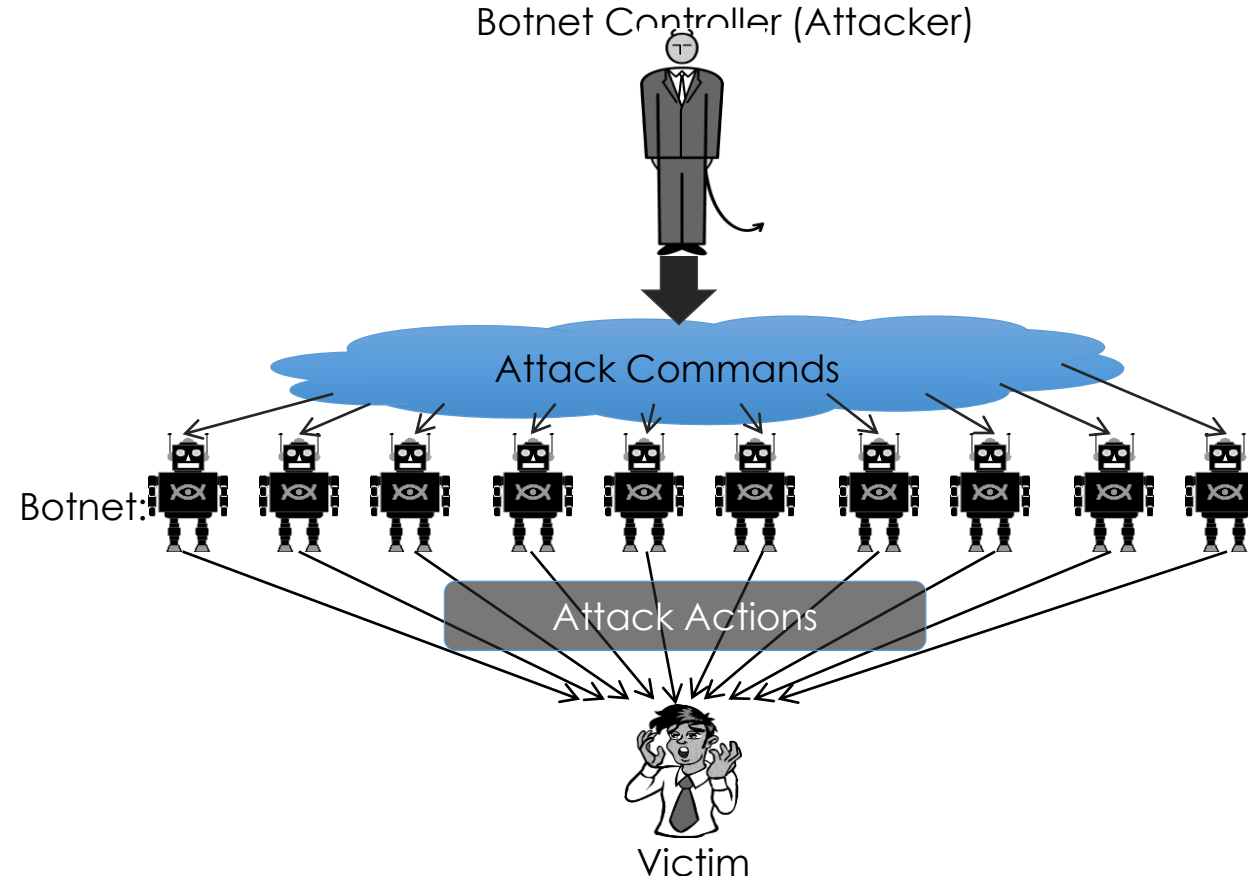 Botnet Controller (Attacker)
Attack Commands
Botnet:
Attack Actions
Victim